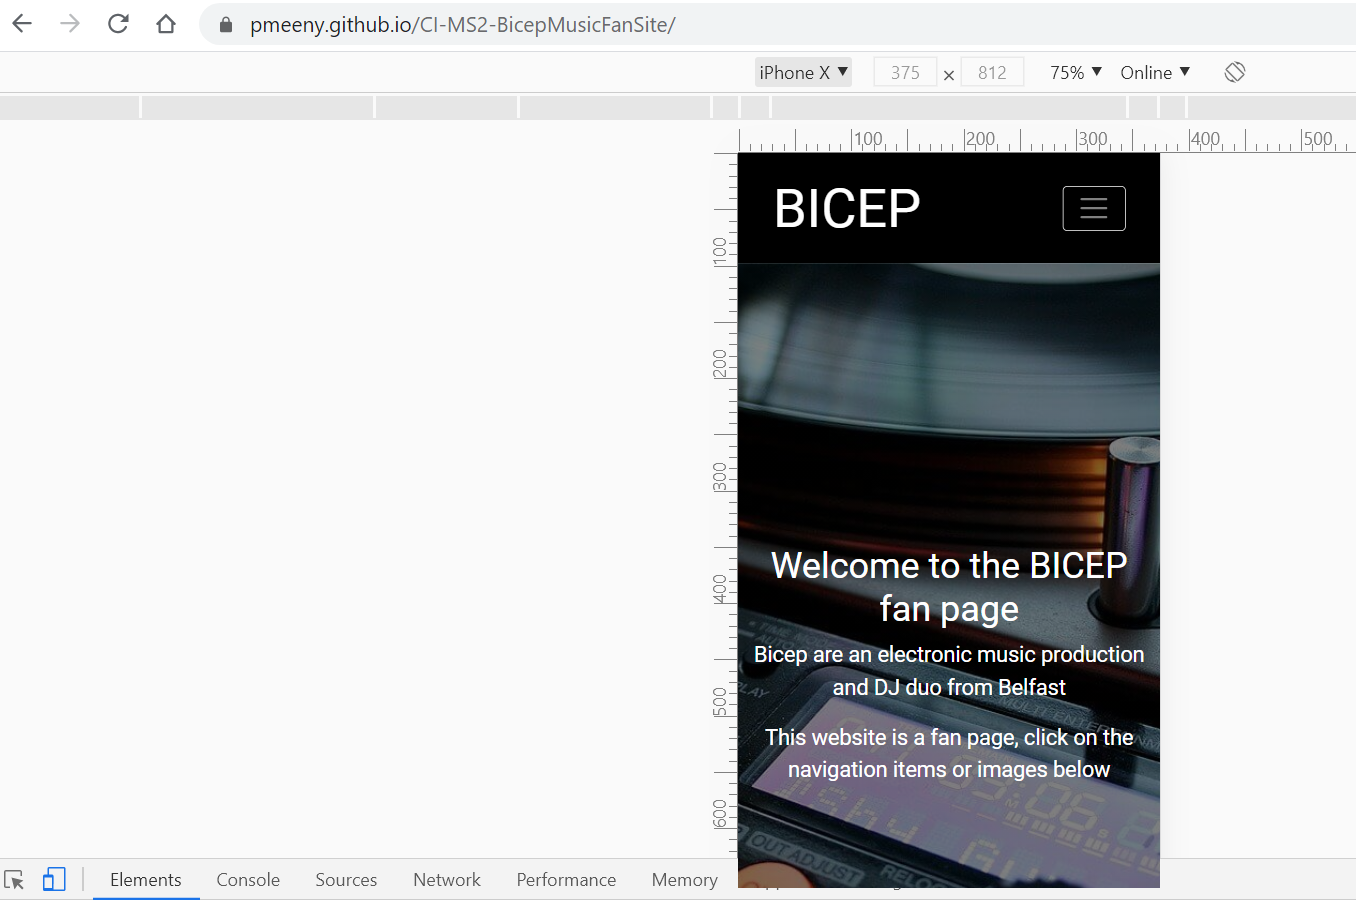 pmeeny.github.io/CI-MS2-BicepMusicFanSite/
iPhone X ▼ 375 × 812 75% ▼ Online ▼
100 200 300 400 500
BICEP
100
200
300
400
500
600
Welcome to the BICEP
fan page
Bicep are an electronic music production
and DJ duo from Belfast
This website is a fan page, click on the
navigation items or images below
OUT ADJUST
Elements Console Sources Network Performance Memory